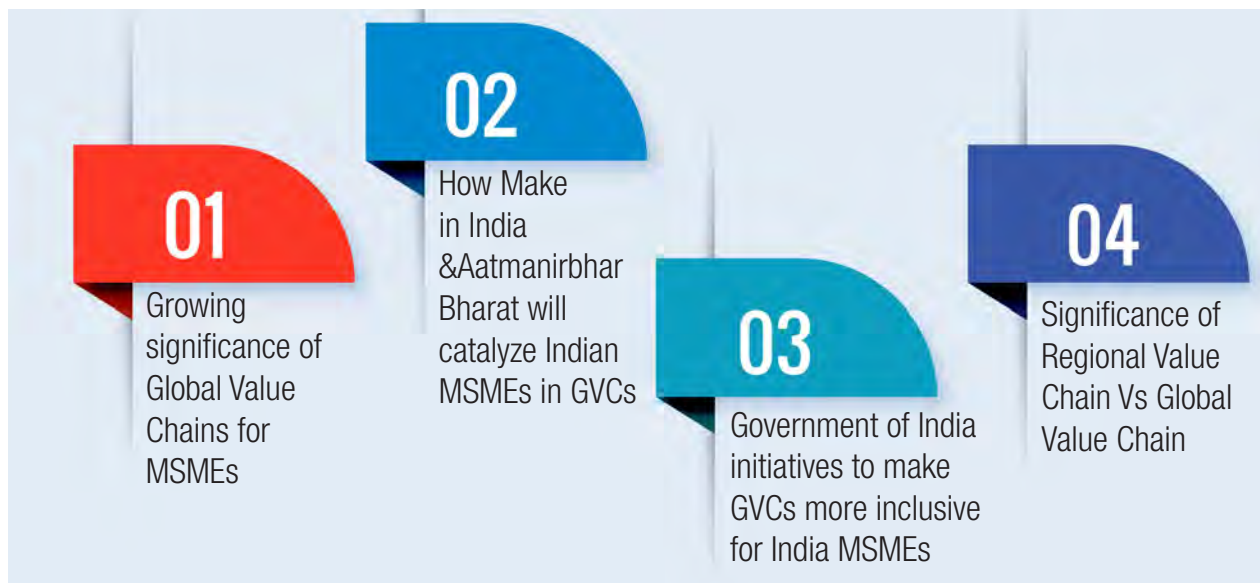 01
Growing
significance of
Global Value
Chains for
MSMEs
02
How Make
in India
&Aatmanirbhar
Bharat will
catalyze Indian
MSMEs in GVCs
03
Government of India
initiatives to make
GVCs more inclusive
for India MSMEs
04
Significance of
Regional Value
Chain Vs Global
Value Chain